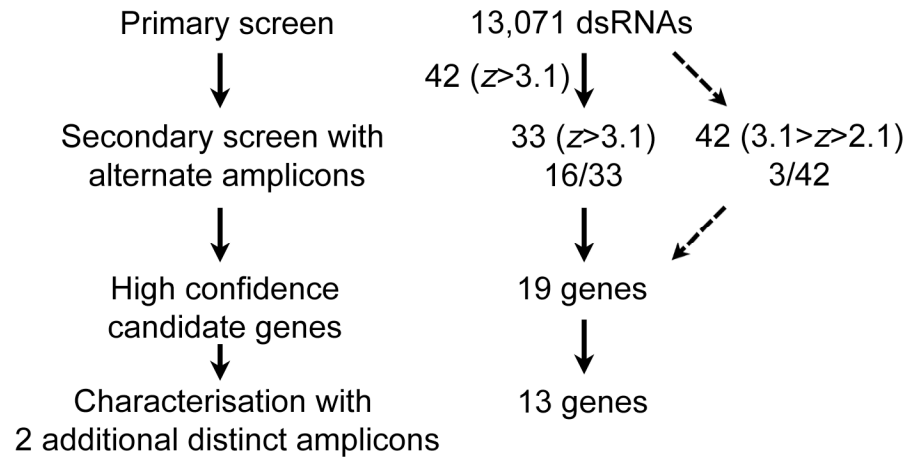 Primary screen
13,071 dsRNAs
42 (z>3.1)
Secondary screen with
alternate amplicons
33 (z>3.1)
16/33
42 (3.1>z>2.1)
3/42
High confidence
candidate genes
19 genes
Characterisation with
2 additional distinct amplicons
13 genes